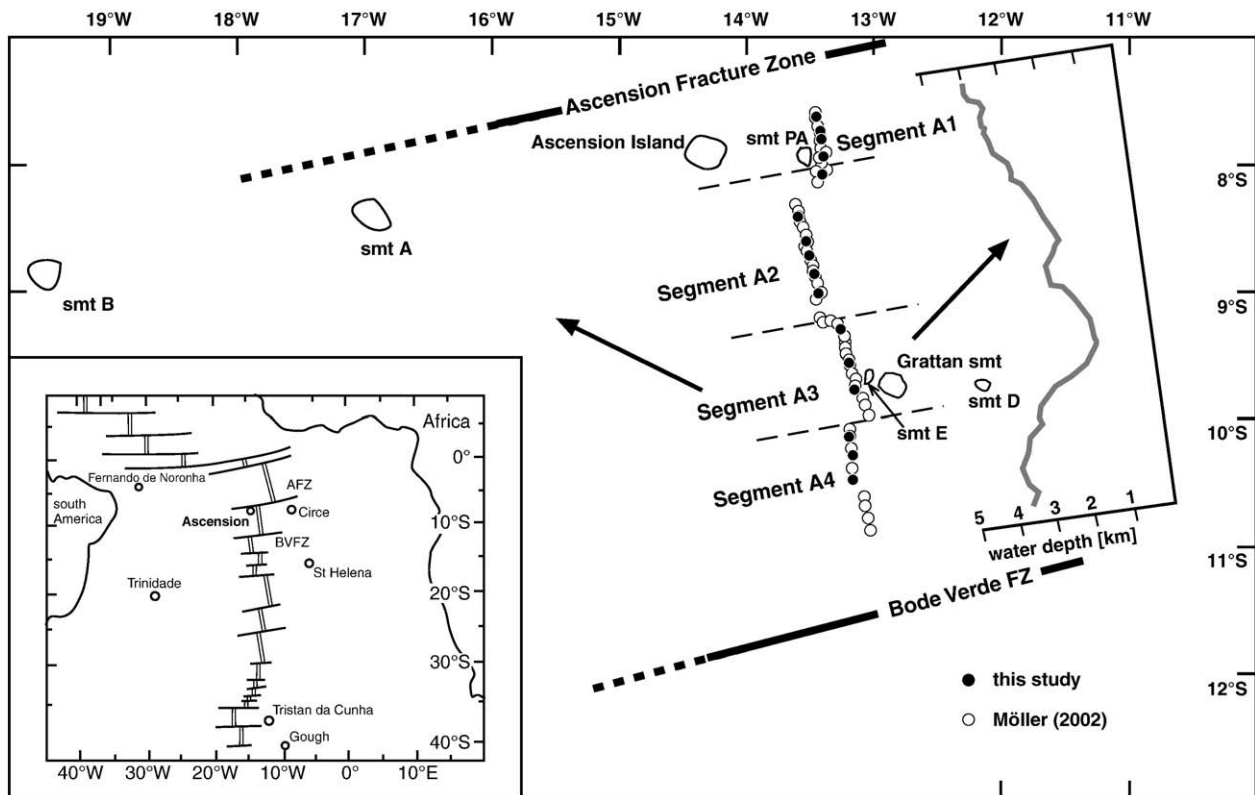 19°W 18°W 17°W 16°W 15°W 14°W 13°W 12°W 11°W
Ascension Fracture Zone
Ascension Island
smt PA
Segment A1
8°S
smt A
smt B
Segment A2
9°S
Grattan smt
Segment A3
smt D
smt E
10°S
Segment A4
5 4 3 2 1
water depth [km]
11°S
Bode Verde FZ
this study
12°S
Möller (2002)
Africa
0°
Fernando de Noronha
AFZ
south
America
Ascension
Circe
10°S
BVFZ
St Helena
Trinidade
20°S
30°S
Tristan da Cunha
Gough
40°S
40°W 30°W 20°W 10°W 0° 10°E